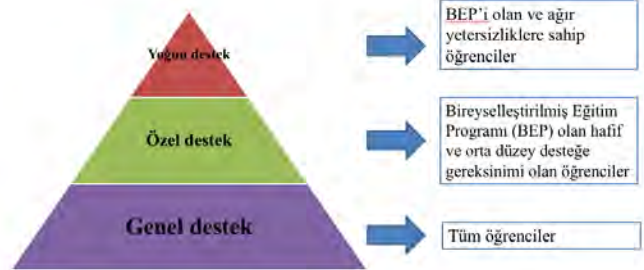 Yoğun destek
BEP’i olan ve ağır
yetersizliklere sahip
öğrenciler
Özel destek
Bireyselleştirilmiş Eğitim
Programı (BEP) olan hafif
ve orta düzey desteğe
gereksinimi olan öğrenciler
Genel destek
Tüm öğrenciler